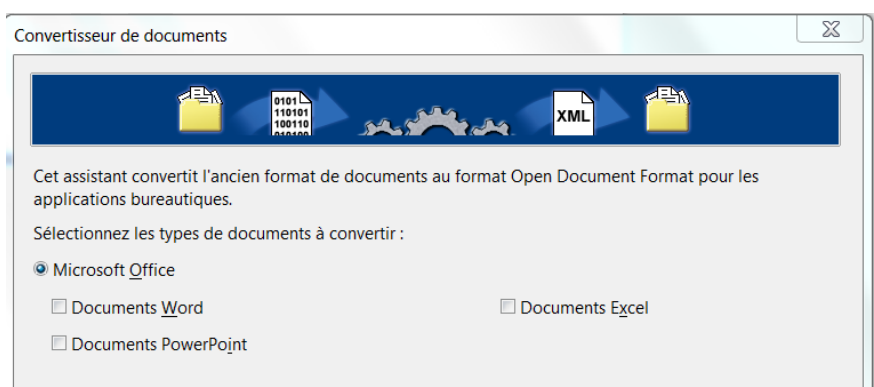 Convertisseur de documents
0101
110101
100110
010100
XML
Cet assistant convertit l'ancien format de documents au format Open Document Format pour les
applications bureautiques.
Sélectionnez les types de documents à convertir :
Microsoft Office
Documents Word
Documents Excel
Documents PowerPoint